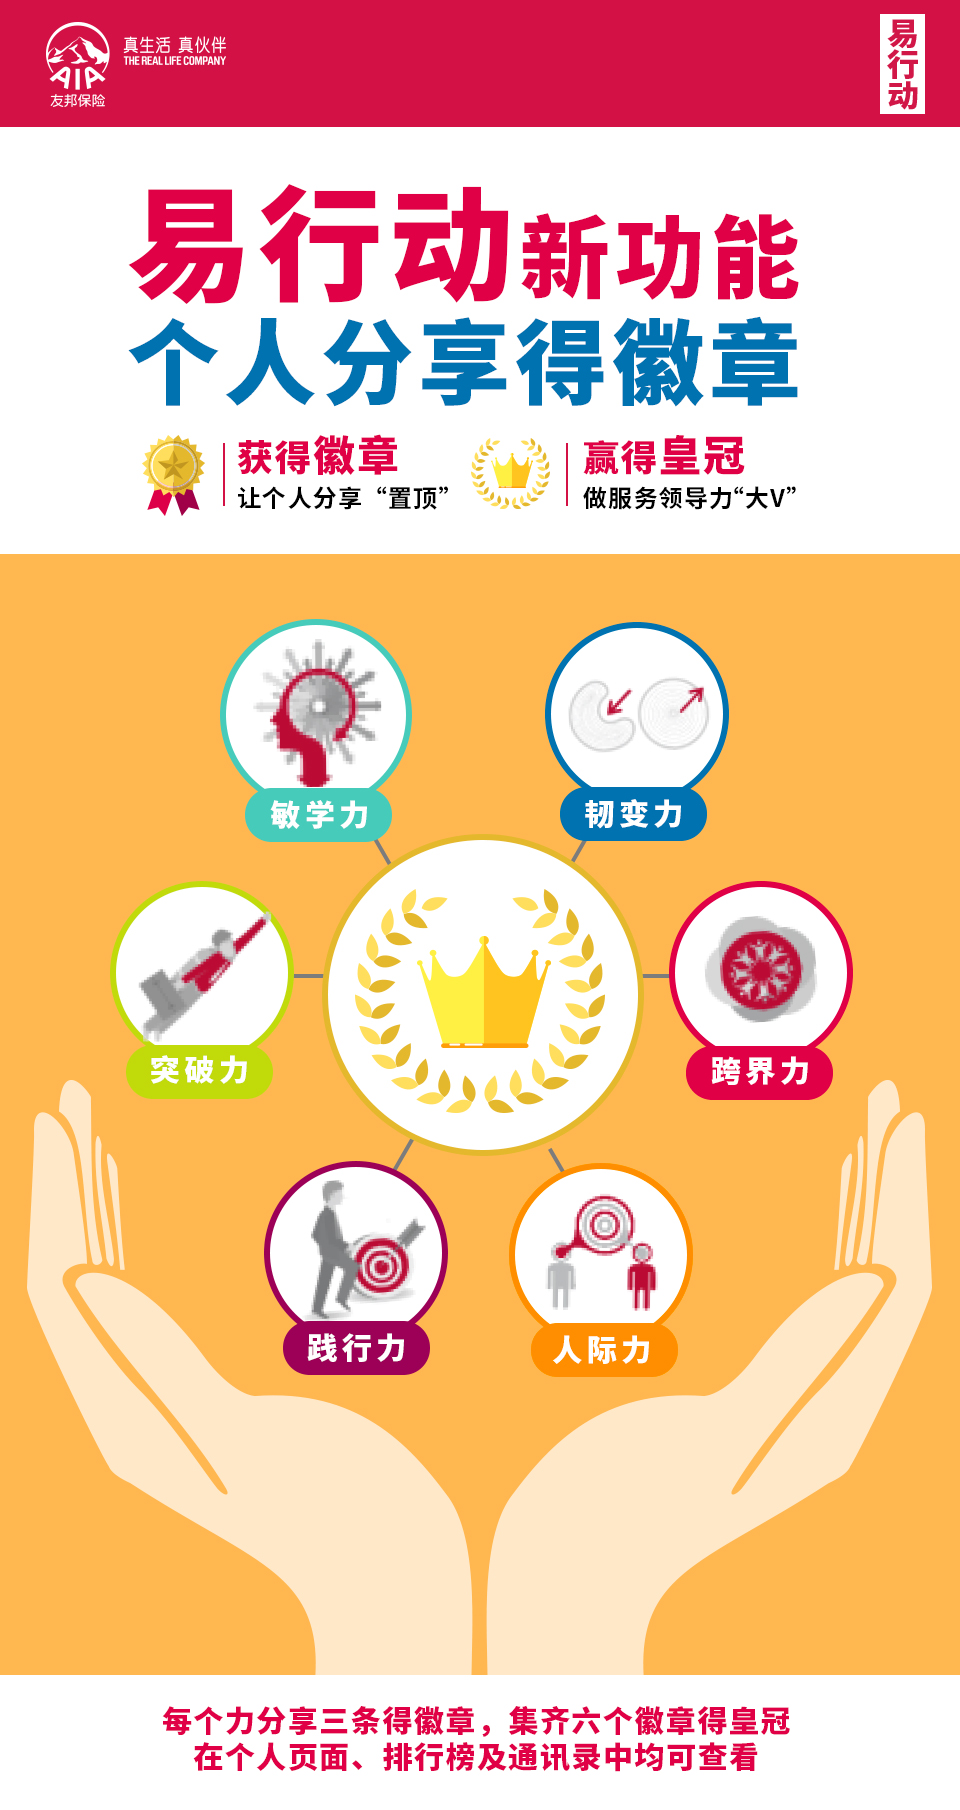 真生活 真伙伴
THE REAL LIFE COMPANY
AIA
友邦保险
易行动
易行动新功能
个人分享得徽章
获得徽章
让个人分享“置顶”
赢得皇冠
做服务领导力“大V”
敏学力
韧变力
突破力
跨界力
践行力
人际力
每个力分享三条得徽章，集齐六个徽章得皇冠
在个人页面、排行榜及通讯录中均可查看